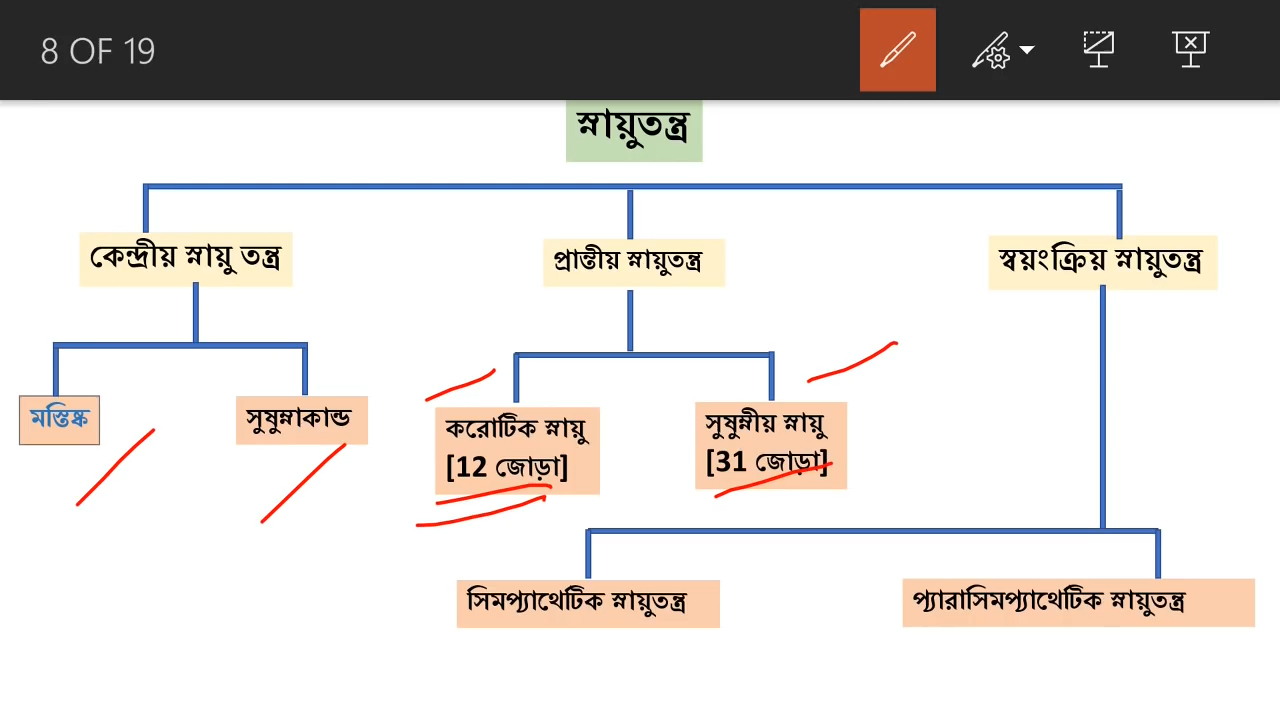 8 OF 19
স্নায়ুতন্ত্র
কেন্দ্রীয় স্নায়ু তন্ত্র
প্রান্তীয় স্নায়ুতন্ত্র
স্বয়ংক্রিয় স্নায়ুতন্ত্র
মস্তিষ্ক
সুষুম্নাকান্ড
করোটিক স্নায়ু
[12 জোড়া]
সুষুম্নীয় স্নায়ু
[31 জোড়া]
সিমপ্যাথেটিক স্নায়ুতন্ত্র
প্যারাসিমপ্যাথেটিক স্নায়ুতন্ত্র